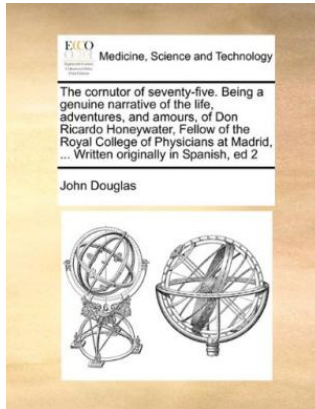 ECCO
Medicine, Science and Technology
The cornutor of seventy-five. Being a
genuine narrative of the life,
adventures, and amours, of Don
Ricardo Honeywater, Fellow of the
Royal College of Physicians at Madrid,
... Written originally in Spanish, ed 2
John Douglas